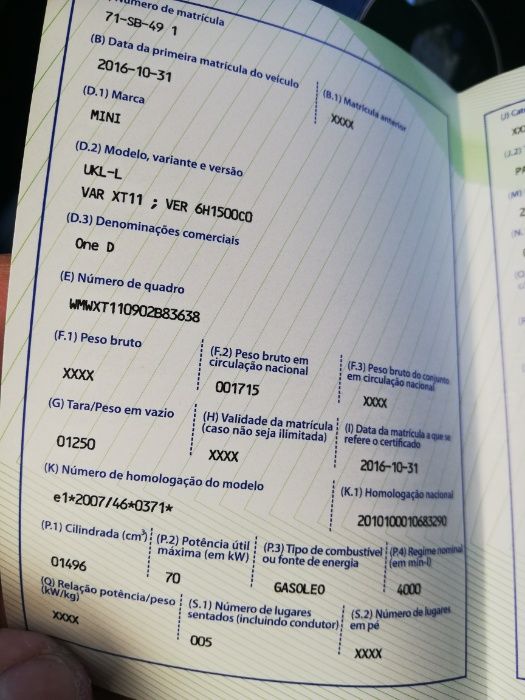 Número de matrícula
71-SB-49 1
(B) Data da primeira matrícula do veículo
2016-10-31
(B.1) Matrícula anterior
XXXX
(D.1) Marca
MINI
(D.2) Modelo, variante e versão
UKL-L
VAR XT11 ; VER 6H1500C0
(D.3) Denominações comerciais
One D
(E) Número de quadro
WMWXT110902B83638
(F.1) Peso bruto
XXXX
(F.2) Peso bruto em
circulação nacional
001715
(F.3) Peso bruto do conjunto
em circulação nacional
XXXX
(G) Tara/Peso em vazio
01250
(H) Validade da matrícula
(caso não seja ilimitada)
XXXX
(I) Data da matrícula a que se
refere o certificado
2016-10-31
(K) Número de homologação do modelo
e1*2007/46*0371*
(K.1) Homologação nacional
2010100010683290
(P.1) Cilindrada (cm³)
01496
(P.2) Potência útil
máxima (em kW)
70
(P.3) Tipo de combustível
ou fonte de energia
GASOLEO
(P.4) Regime nominal
(em min-l)
4000
(Q) Relação potência/peso
(kW/kg)
XXXX
(S.1) Número de lugares
sentados (incluindo condutor)
005
(S.2) Número de lugares
em pé
XXXX
(J) Cat
XX
(J.2)
PA
(M)
2
(N.